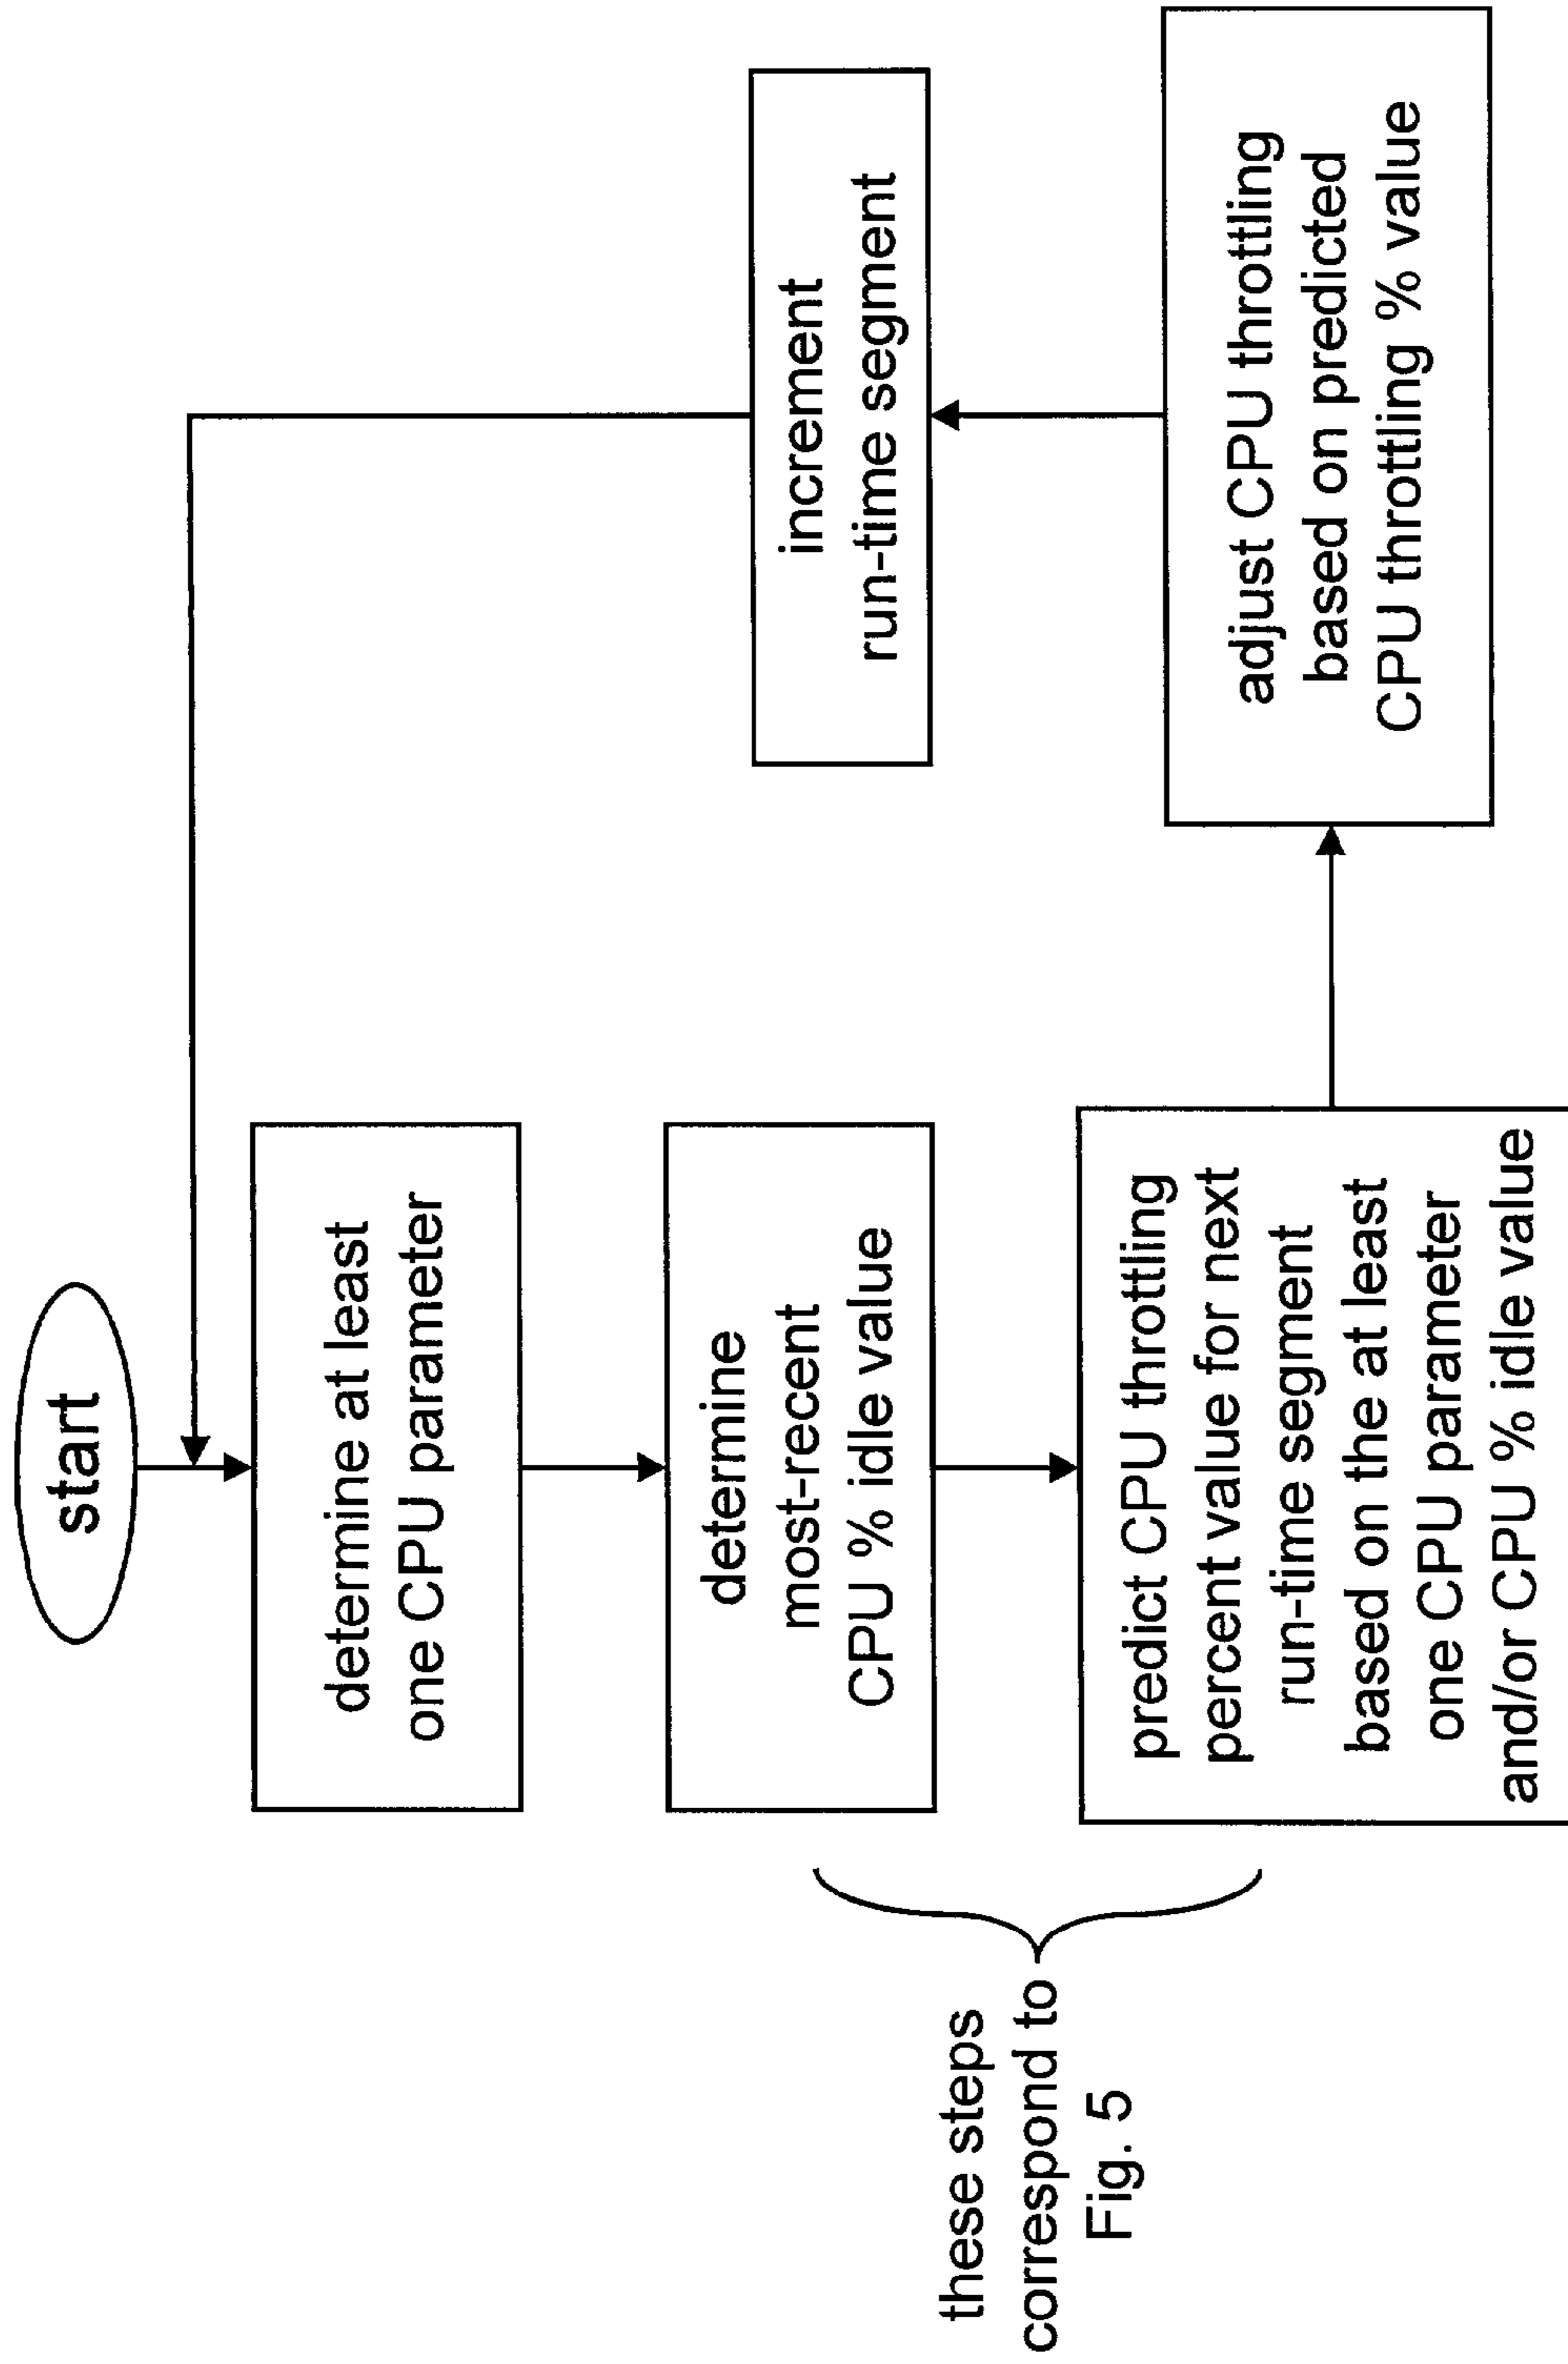 start
determine at least
one CPU parameter
determine
most-recent
CPU % idle value
these steps
correspond to
Fig. 5
predict CPU throttling
percent value for next
run-time segment
based on the at least
one CPU parameter
and/or CPU % idle value
adjust CPU throttling
based on predicted
CPU throttling % value
increment
run-time segment